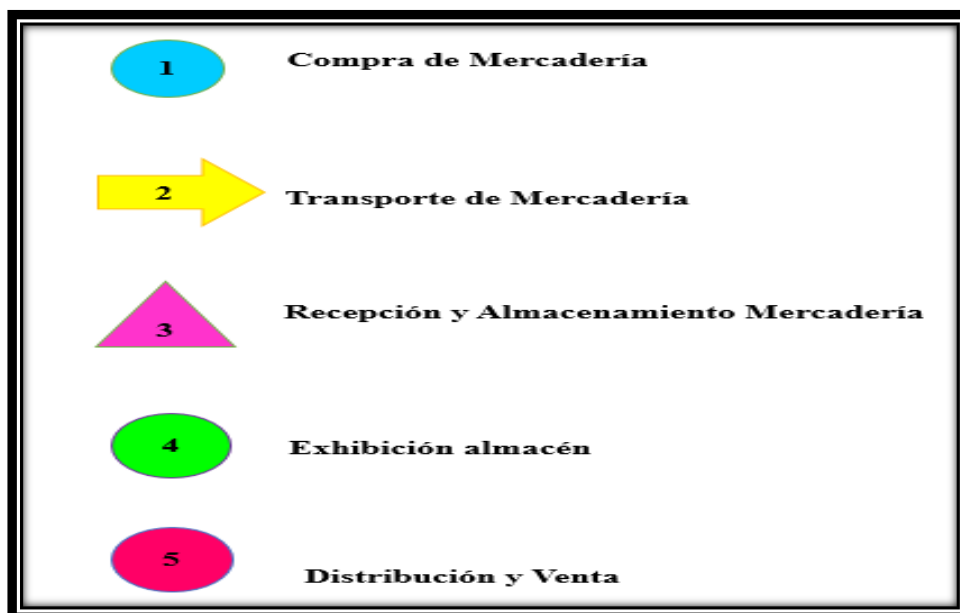 1 Compra de Mercadería
2 Transporte de Mercadería
3 Recepción y Almacenamiento Mercadería
4 Exhibición almacén
5 Distribución y Venta